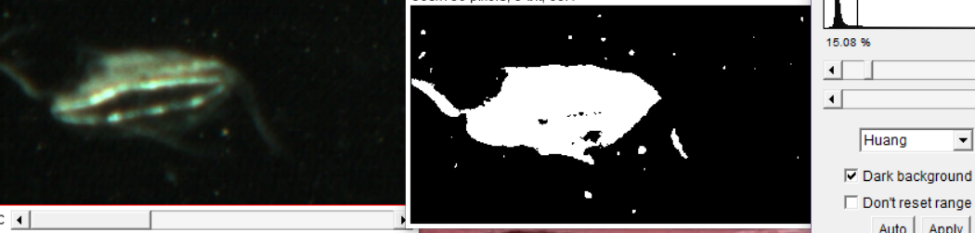 15.08 %
Huang
Dark background
Don't reset range
Auto Apply